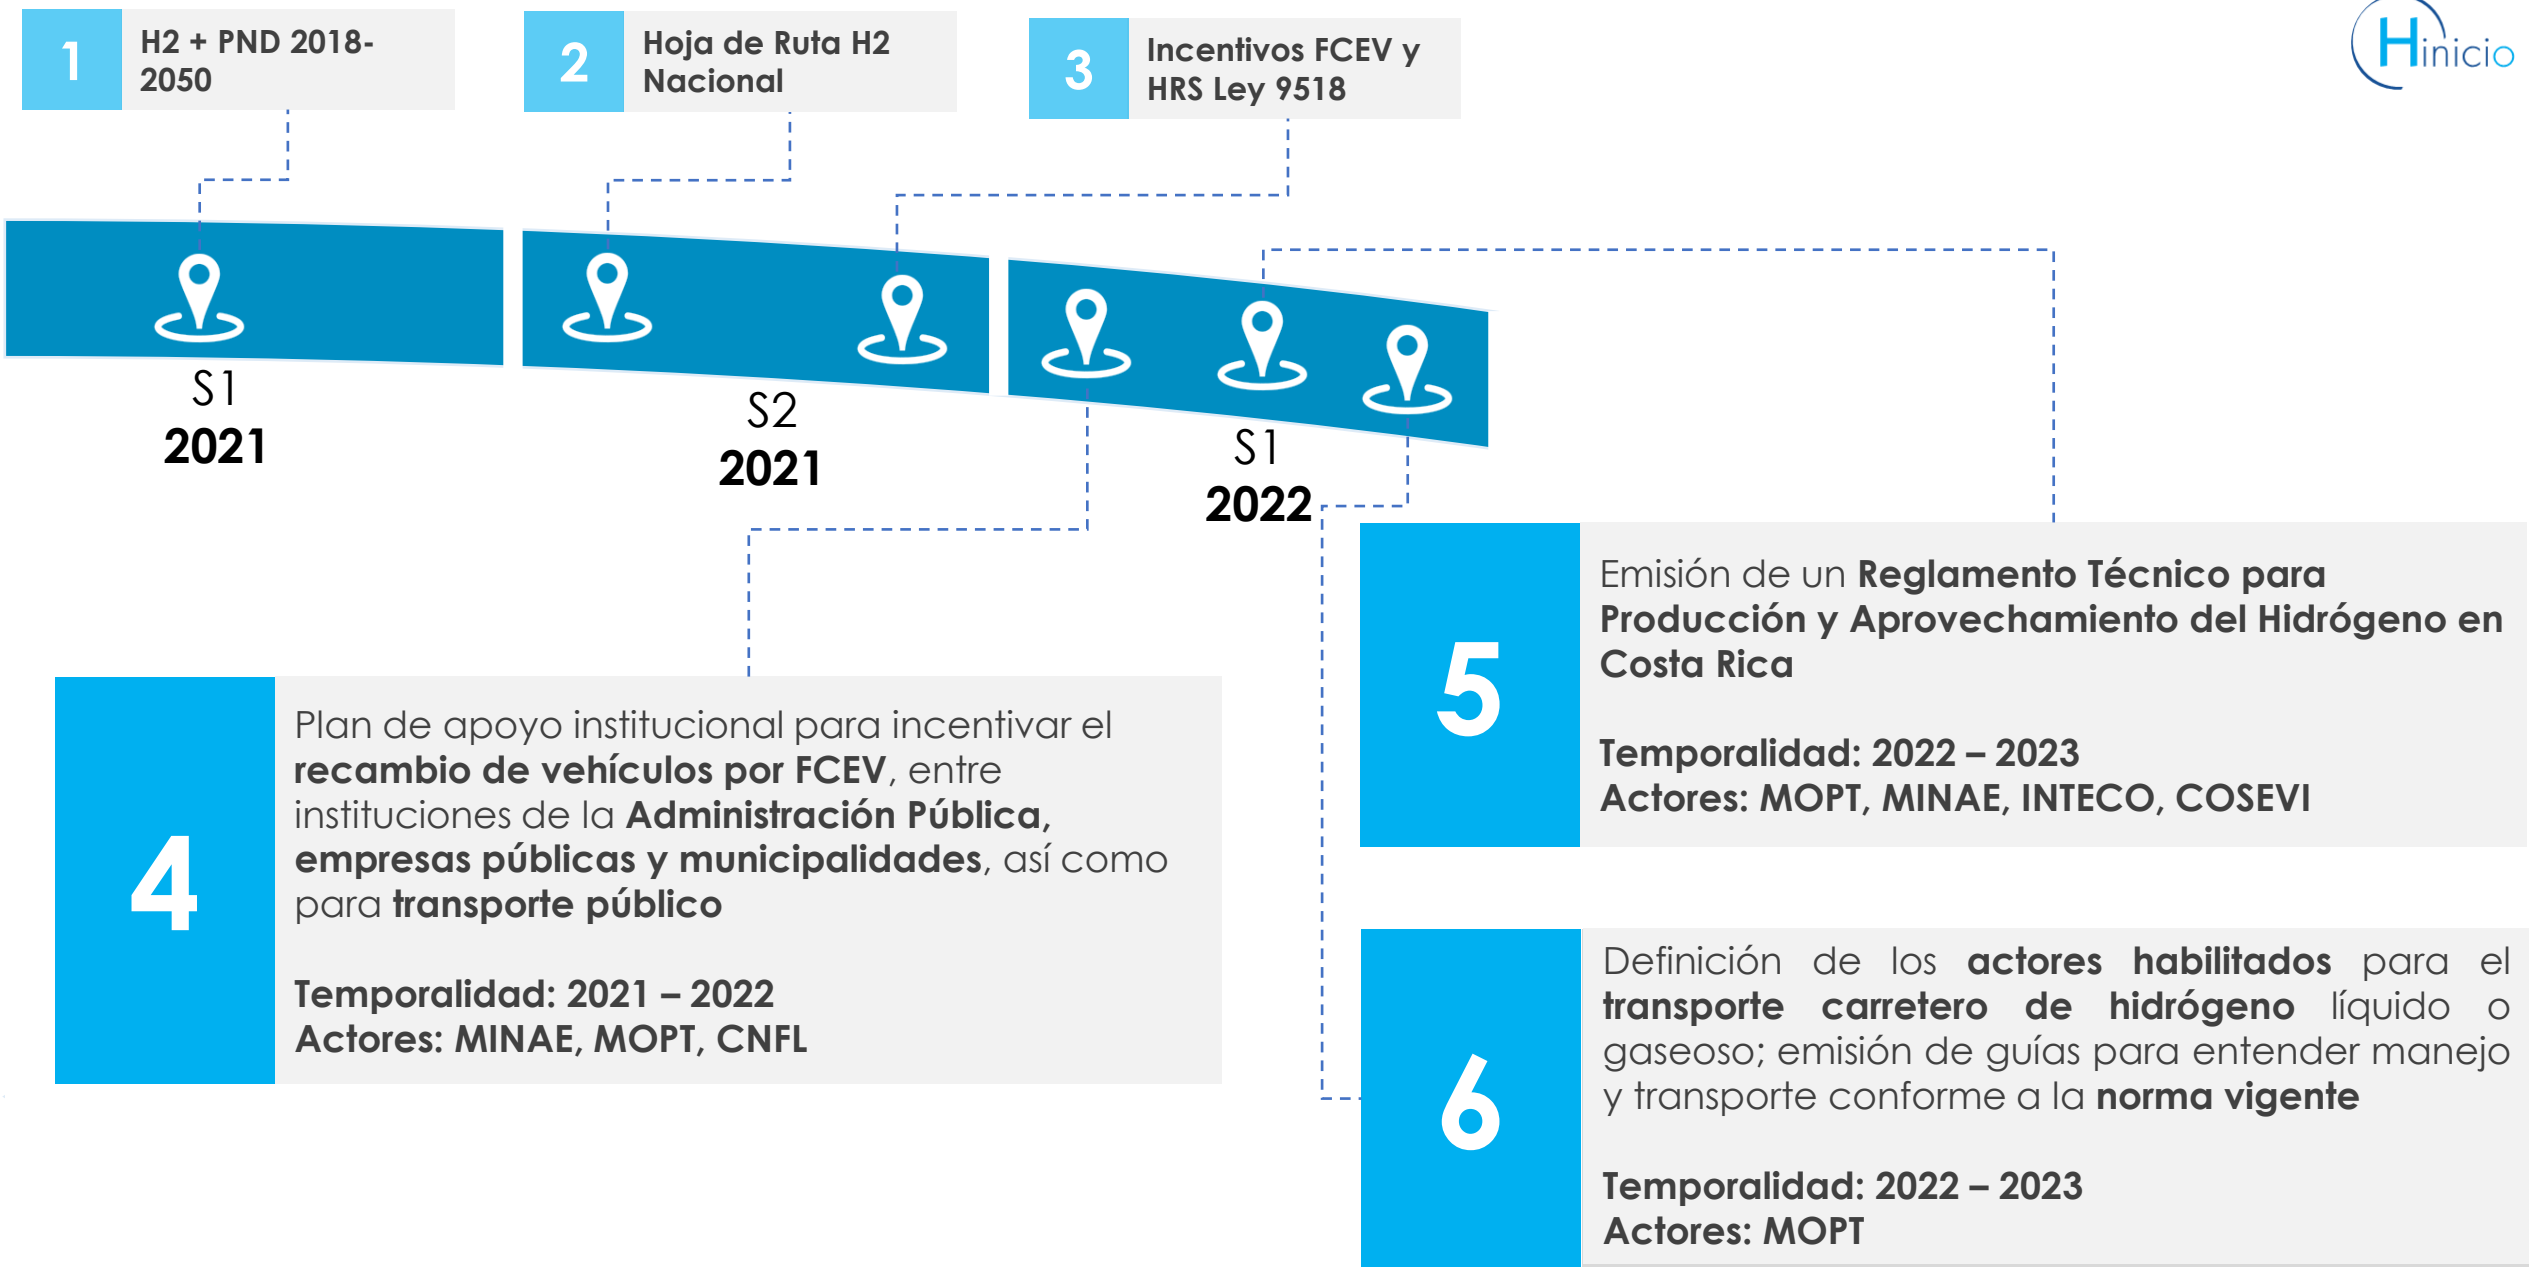 1
H2 + PND 2018-
2050
2
Hoja de Ruta H2
Nacional
3
Incentivos FCEV y
HRS Ley 9518
Hinicio
S1
2021
S2
2021
S1
2022
4
Plan de apoyo institucional para incentivar el
recambio de vehículos por FCEV, entre
instituciones de la Administración Pública,
empresas públicas y municipalidades, así como
para transporte público
Temporalidad: 2021 – 2022
Actores: MINAE, MOPT, CNFL
5
Emisión de un Reglamento Técnico para
Producción y Aprovechamiento del Hidrógeno en
Costa Rica
Temporalidad: 2022 – 2023
Actores: MOPT, MINAE, INTECO, COSEVI
6
Definición de los actores habilitados para el
transporte carretero de hidrógeno líquido o
gaseoso; emisión de guías para entender manejo
y transporte conforme a la norma vigente
Temporalidad: 2022 – 2023
Actores: MOPT